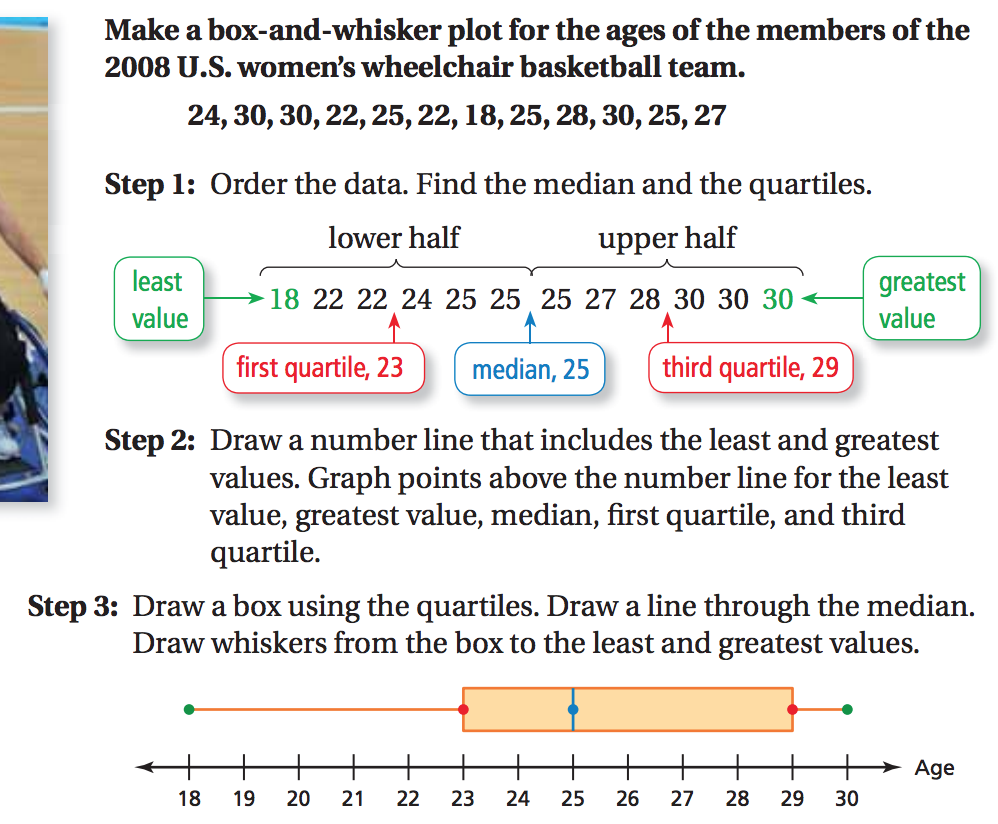 Make a box-and-whisker plot for the ages of the members of the
2008 U.S. women’s wheelchair basketball team.
24, 30, 30, 22, 25, 22, 18, 25, 28, 30, 25, 27
Step 1: Order the data. Find the median and the quartiles.
lower half upper half
least
value
18 22 22 24 25 25 25 27 28 30 30 30
greatest
value
first quartile, 23 median, 25 third quartile, 29
Step 2: Draw a number line that includes the least and greatest
values. Graph points above the number line for the least
value, greatest value, median, first quartile, and third
quartile.
Step 3: Draw a box using the quartiles. Draw a line through the median.
Draw whiskers from the box to the least and greatest values.
Age
18 19 20 21 22 23 24 25 26 27 28 29 30